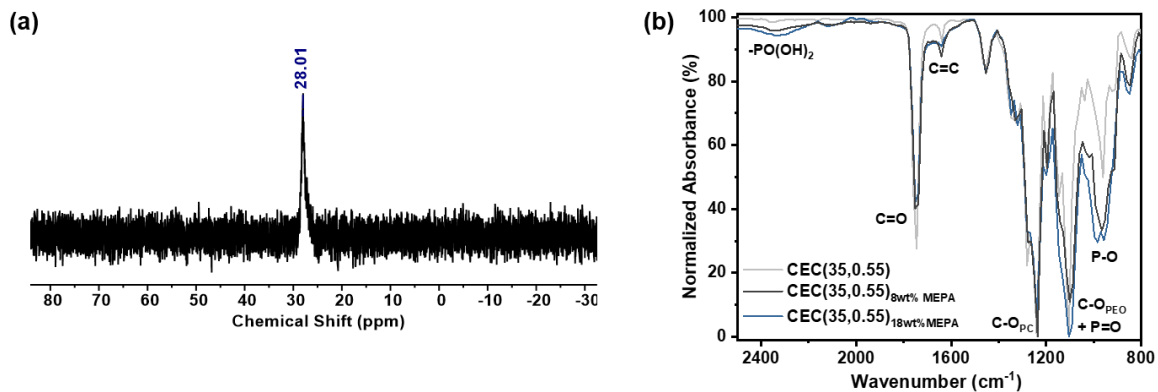 (a)
28.01
80 70 60 50 40 30 20 10 0 -10 -20 -30
Chemical Shift (ppm)
(b)
Normalized Absorbance (%)
100
80
60
40
20
0
-PO(OH)2
C=C
C=O
P-O
C-OPC
C-OPEO
+ P=O
CEC(35,0.55)
CEC(35,0.55)8wt% MEPA
CEC(35,0.55)18wt%MEPA
2400 2000 1600 1200 800
Wavenumber (cm-1)